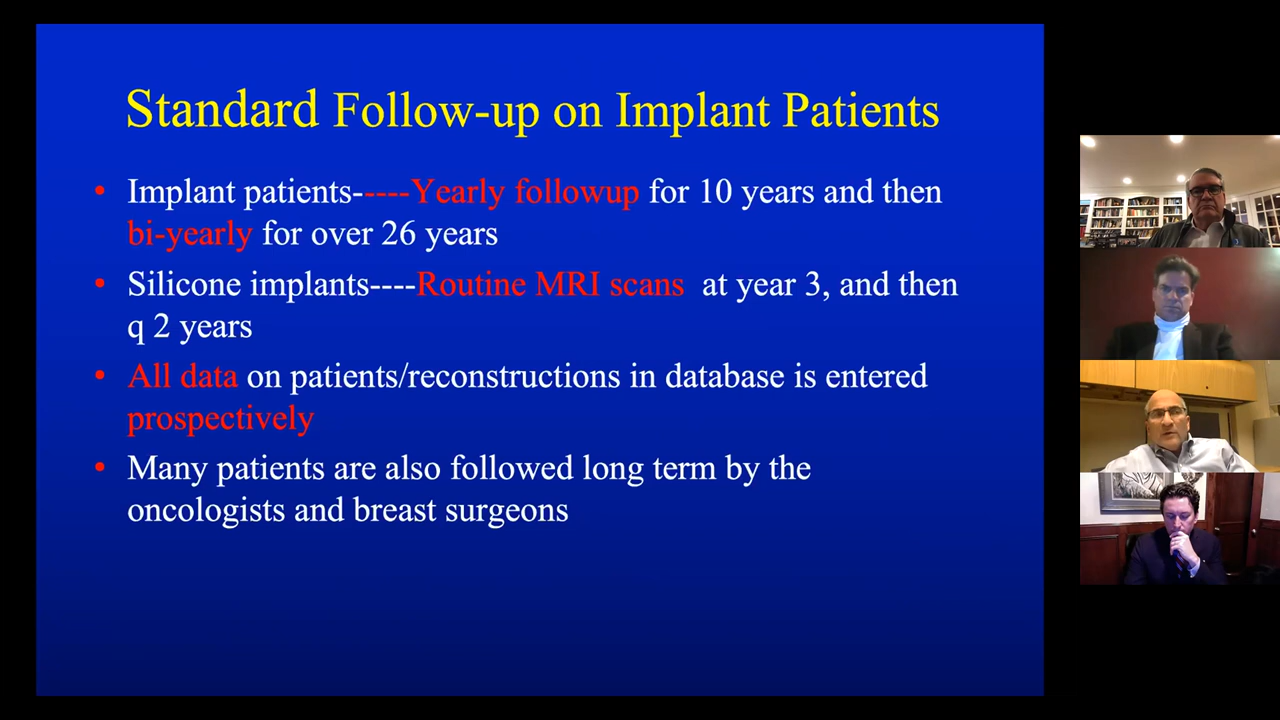 Standard Follow-up on Implant Patients
• Implant patients-----Yearly followup for 10 years and then
bi-yearly for over 26 years
• Silicone implants----Routine MRI scans at year 3, and then
q 2 years
• All data on patients/reconstructions in database is entered
prospectively
• Many patients are also followed long term by the
oncologists and breast surgeons